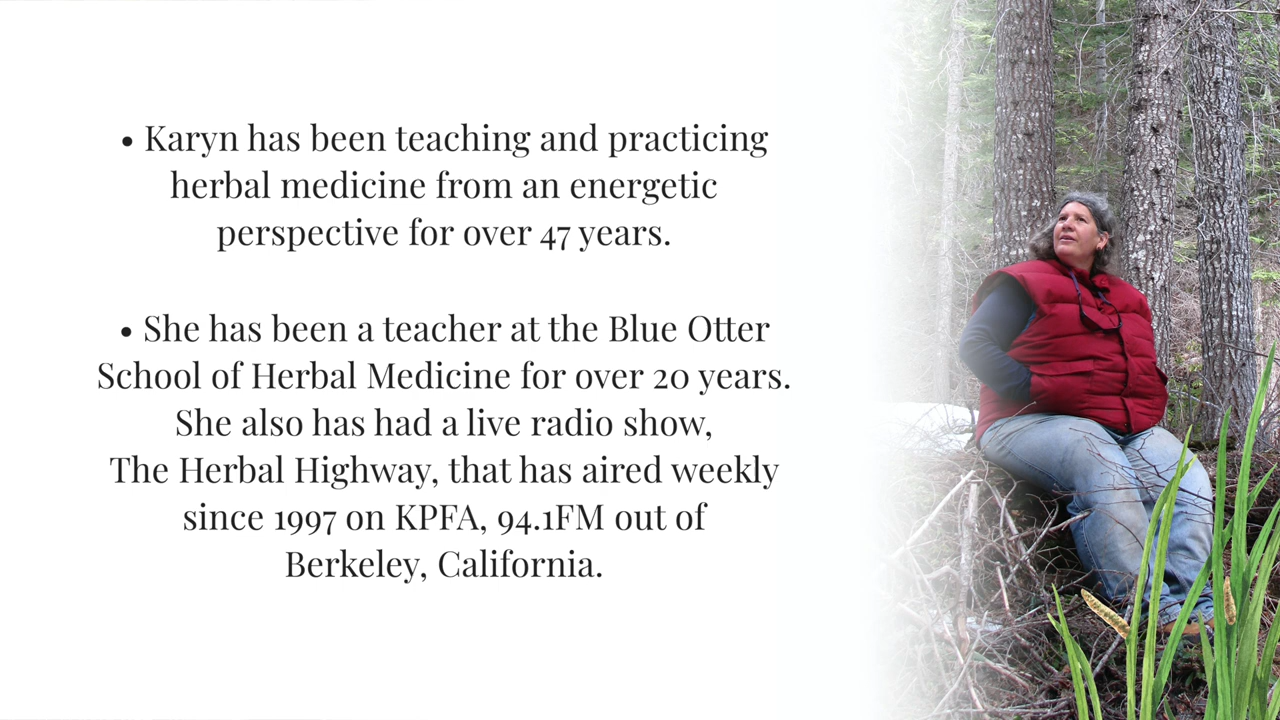 • Karyn has been teaching and practicing
herbal medicine from an energetic
perspective for over 47 years.
• She has been a teacher at the Blue Otter
School of Herbal Medicine for over 20 years.
She also has had a live radio show,
The Herbal Highway, that has aired weekly
since 1997 on KPFA, 94.1FM out of
Berkeley, California.